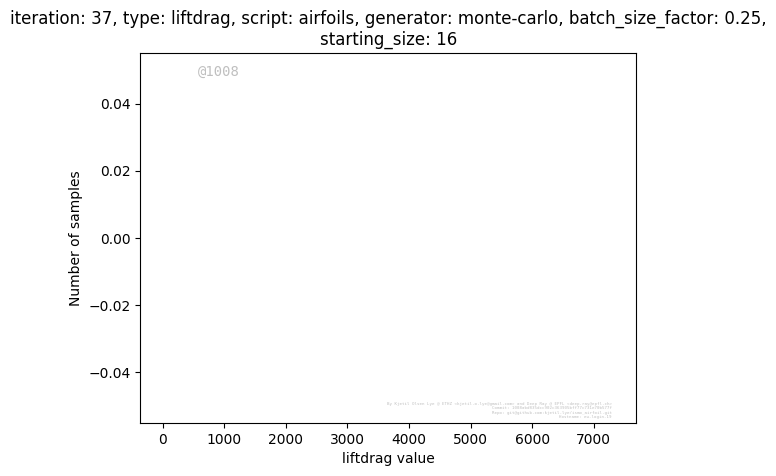 iteration: 37, type: liftdrag, script: airfoils, generator: monte-carlo, batch_size_factor: 0.25,
starting_size: 16
@1008
0.04
0.02
0.00
−0.02
−0.04
Number of samples
0 1000 2000 3000 4000 5000 6000 7000
liftdrag value